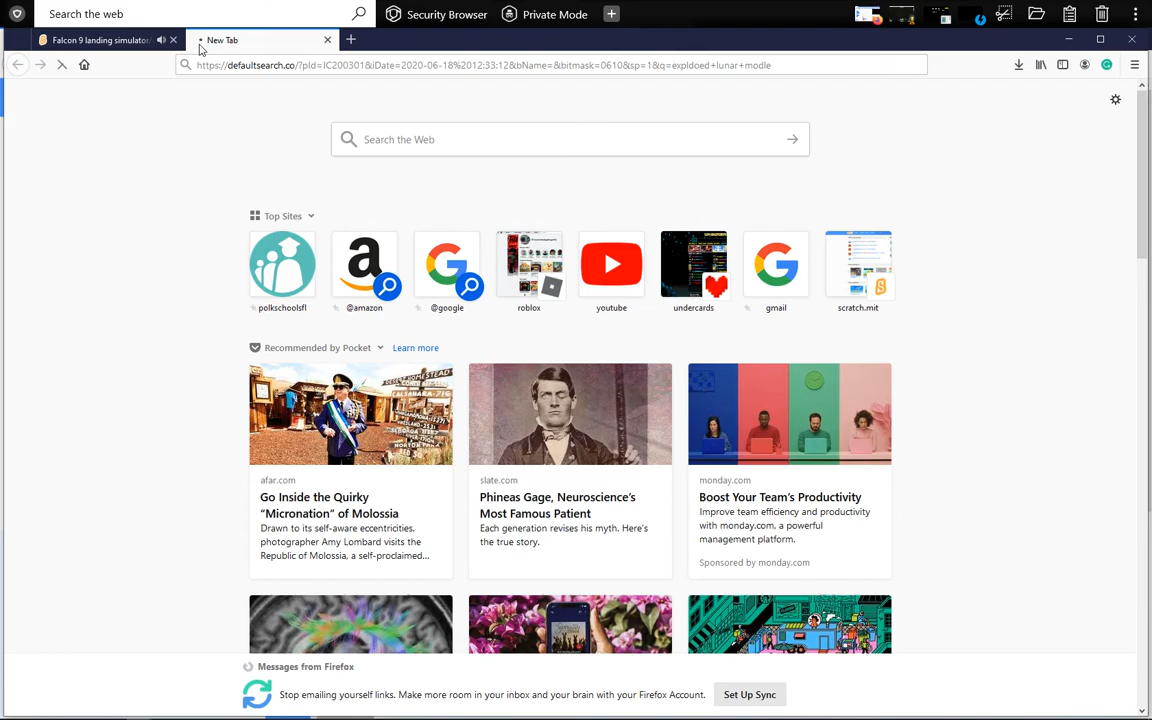 Search the web
Security Browser
Private Mode
Falcon 9 landing simulator
New Tab
https://defaultsearch.co/?pId=IC200301&iDate=2020-06-18%2012:33:12&bName=&bitmask=0610&sp=1&q=expldoed+lunar+modle
Search the Web
Top Sites
polkschoolsfl
@amazon
@google
roblox
youtube
undercards
gmail
scratch.mit
Recommended by Pocket
Learn more
afar.com
Go Inside the Quirky
“Micronation” of Molossia
Drawn to its self-aware eccentricities,
photographer Amy Lombard visits the
Republic of Molossia, a self-proclaimed...
slate.com
Phineas Gage, Neuroscience’s
Most Famous Patient
Each generation revises his myth. Here’s
the true story.
monday.com
Boost Your Team’s Productivity
Improve team efficiency and productivity
with monday.com, a powerful
management platform.
Sponsored by monday.com
Messages from Firefox
Stop emailing yourself links. Make more room in your inbox and your brain with your Firefox Account.
Set Up Sync